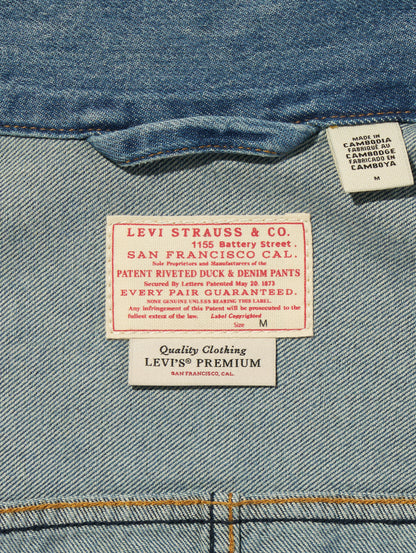 MADE IN
CAMBODIA
FABRIQUÉ AU
CAMBODGE
FABRICADO EN
CAMBOYA
M
LEVI STRAUSS & CO.
1155 Battery Street.
SAN FRANCISCO CAL.
Sole Proprietors and Manufacturers of the
PATENT RIVETED DUCK & DENIM PANTS
Secured By Letters Patented May 20. 1873
EVERY PAIR GUARANTEED.
NONE GENUINE UNLESS BEARING THIS LABEL.
Any infringement of this Patent will be prosecuted to the
fullest extent of the law. Label Copyrighted
Size M
Quality Clothing
LEVI'S® PREMIUM
SAN FRANCISCO, CAL.